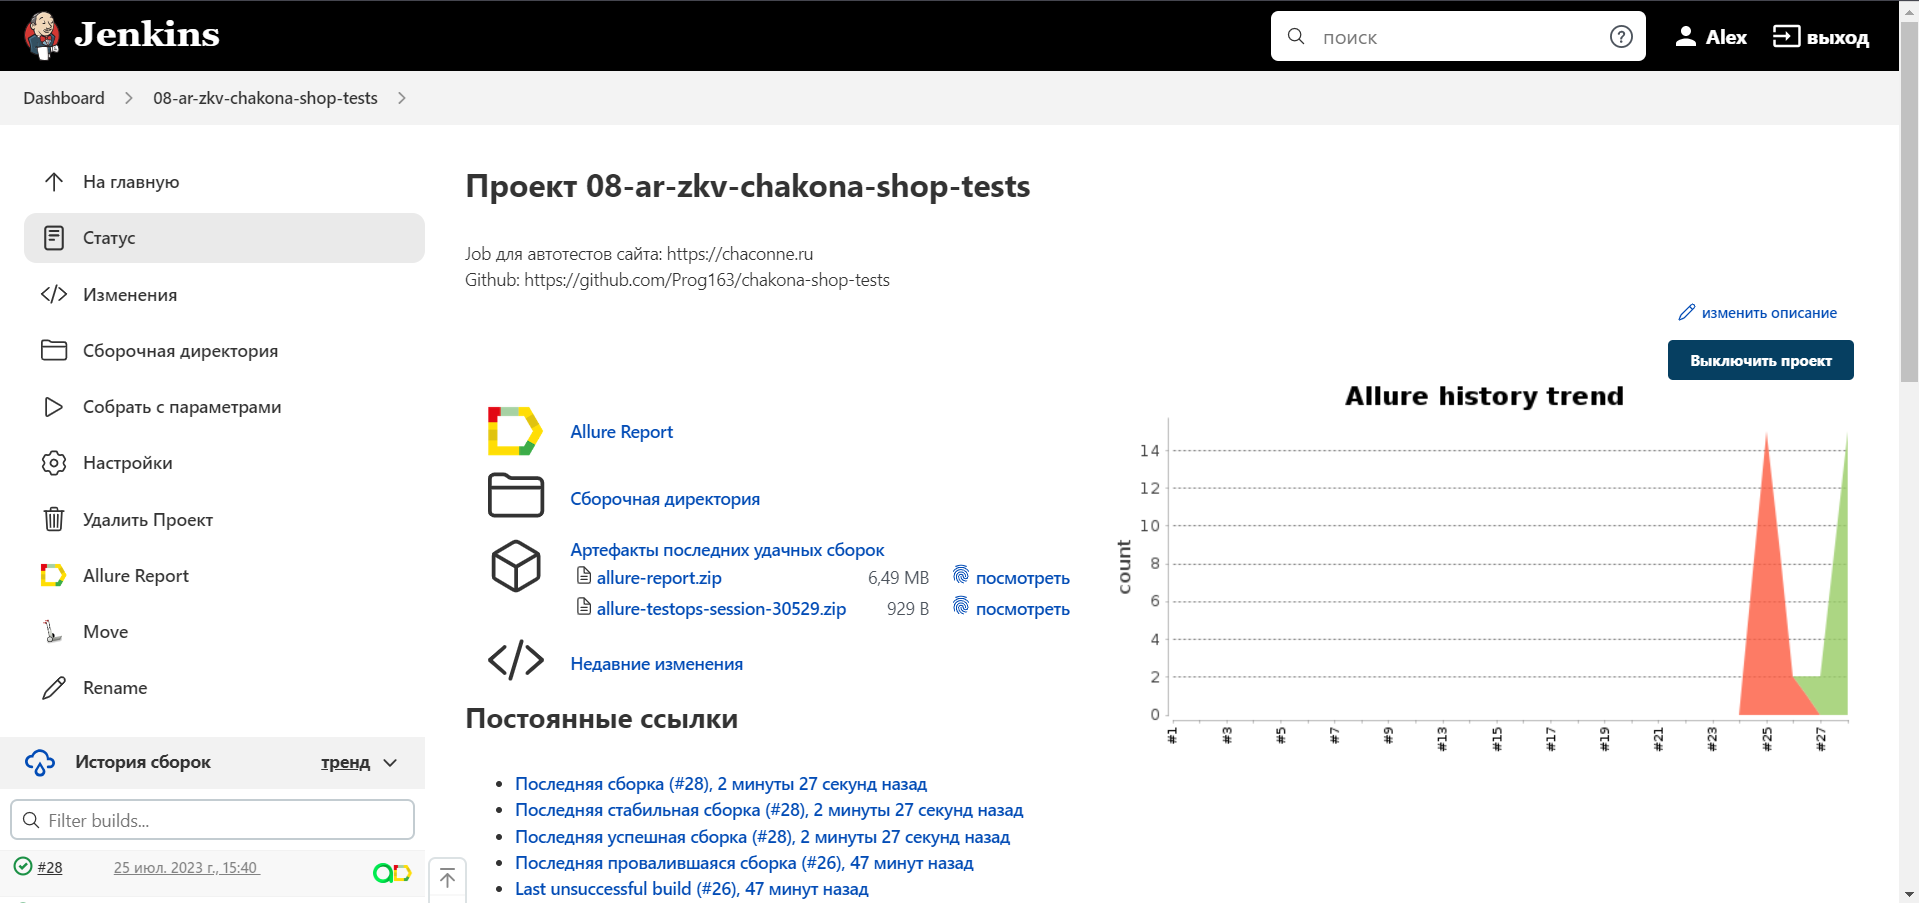 Jenkins
поиск
Alex
выход
Dashboard
08-ar-zkv-chakona-shop-tests
На главную
Статус
Изменения
Сборочная директория
Собрать с параметрами
Настройки
Удалить Проект
Allure Report
Move
Rename
История сборок
тренд
Filter builds...
#28
25 июл. 2023 г., 15:40
Проект 08-ar-zkv-chakona-shop-tests
Job для автотестов сайта: https://chaconne.ru
Github: https://github.com/Prog163/chakona-shop-tests
изменить описание
Выключить проект
Allure Report
Сборочная директория
Артефакты последних удачных сборок
allure-report.zip 6,49 MB посмотреть
allure-testops-session-30529.zip 929 B посмотреть
Недавние изменения
Allure history trend
count
14
12
10
8
6
4
2
0
#1 #3 #5 #7 #9 #13 #15 #17 #19 #21 #23 #25 #27
Постоянные ссылки
Последняя сборка (#28), 2 минуты 27 секунд назад
Последняя стабильная сборка (#28), 2 минуты 27 секунд назад
Последняя успешная сборка (#28), 2 минуты 27 секунд назад
Последняя провалившаяся сборка (#26), 47 минут назад
Last unsuccessful build (#26), 47 минут назад